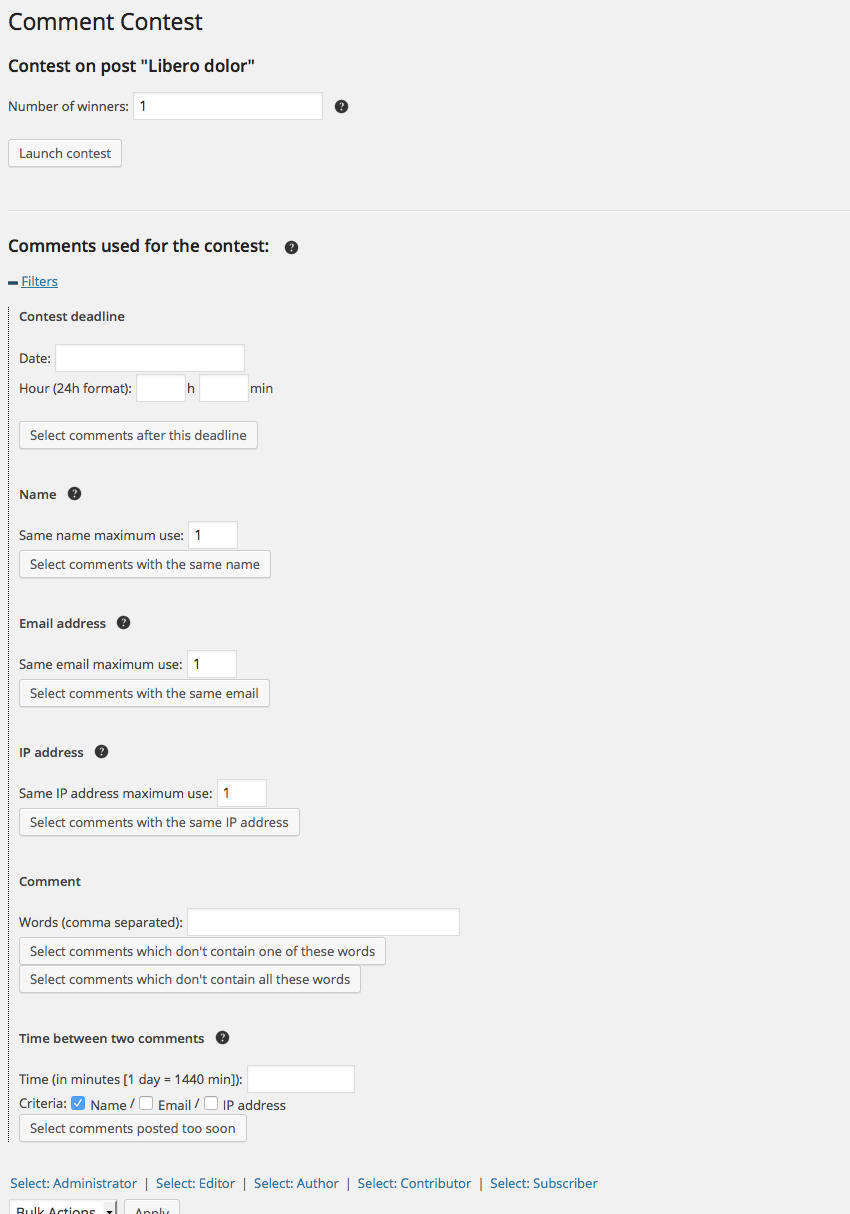 Comment Contest
Contest on post "Libero dolor"
Number of winners: 1 ?
Launch contest
Comments used for the contest: ?
Filters
Contest deadline
Date:
Hour (24h format): h min
Select comments after this deadline
Name ?
Same name maximum use: 1
Select comments with the same name
Email address ?
Same email maximum use: 1
Select comments with the same email
IP address ?
Same IP address maximum use: 1
Select comments with the same IP address
Comment
Words (comma separated):
Select comments which don't contain one of these words
Select comments which don't contain all these words
Time between two comments ?
Time (in minutes [1 day = 1440 min]):
Criteria: Name / Email / IP address
Select comments posted too soon
Select: Administrator | Select: Editor | Select: Author | Select: Contributor | Select: Subscriber
Bulk Actions Apply